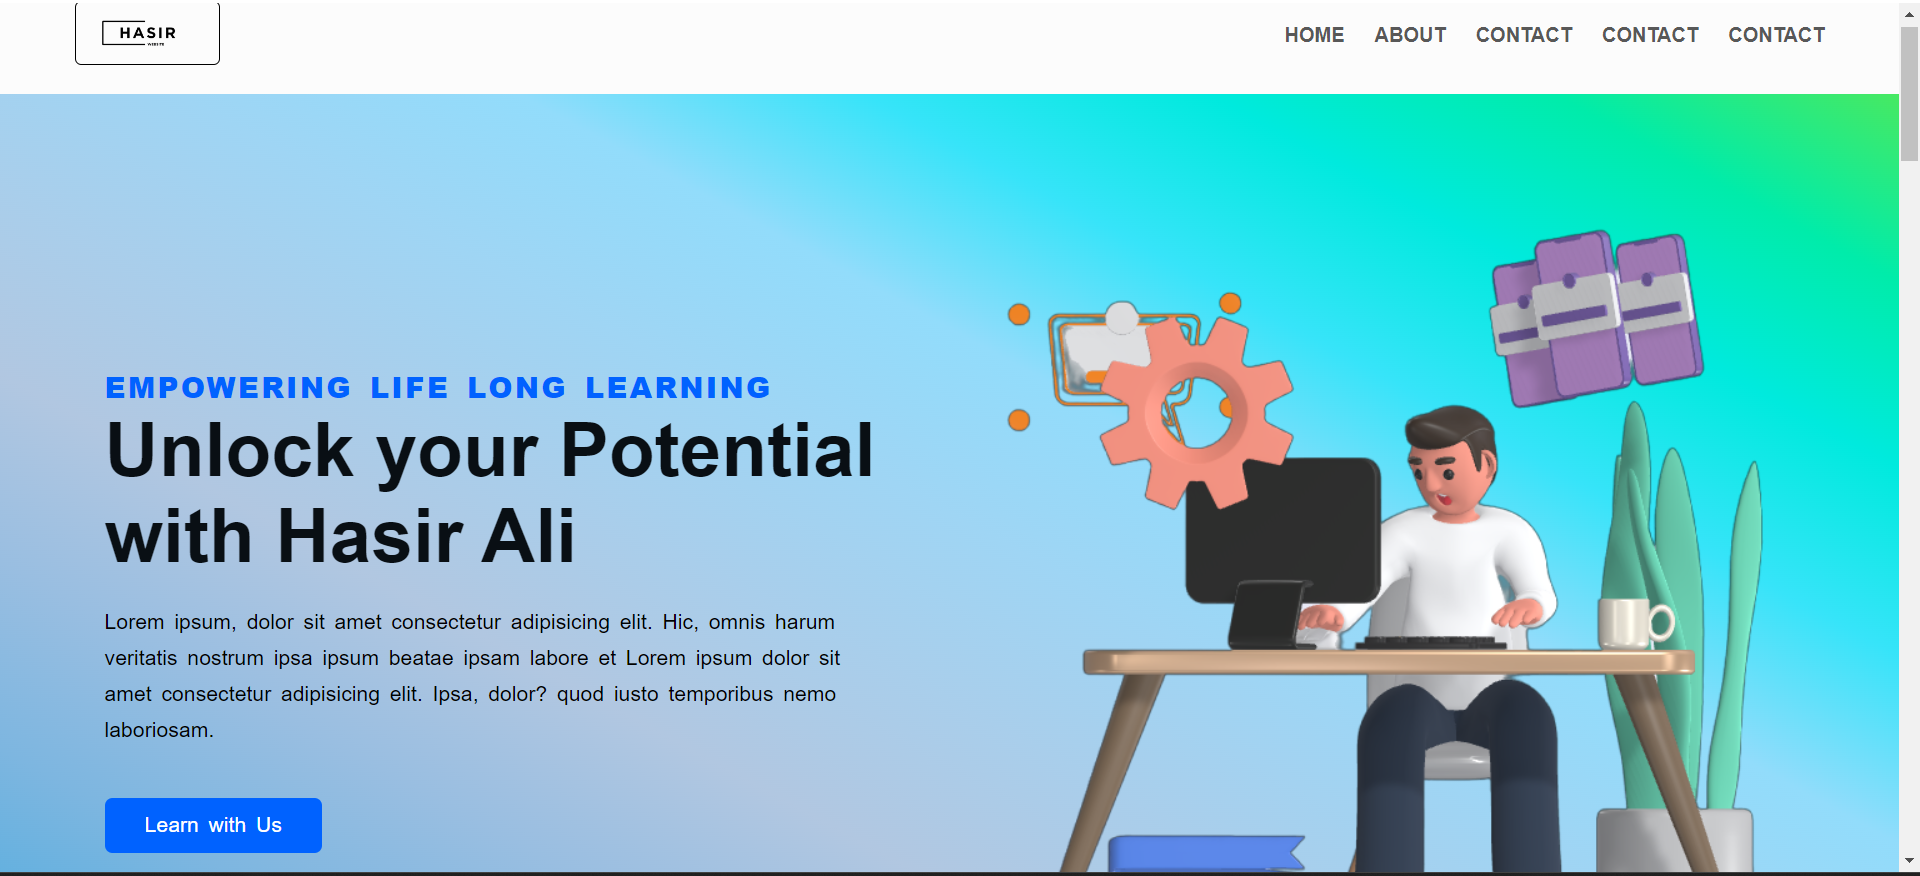 HASIR
WEBSITE
HOME ABOUT CONTACT CONTACT CONTACT
EMPOWERING LIFE LONG LEARNING
Unlock your Potential
with Hasir Ali
Lorem ipsum, dolor sit amet consectetur adipisicing elit. Hic, omnis harum
veritatis nostrum ipsa ipsum beatae ipsam labore et Lorem ipsum dolor sit
amet consectetur adipisicing elit. Ipsa, dolor? quod iusto temporibus nemo
laboriosam.
Learn with Us